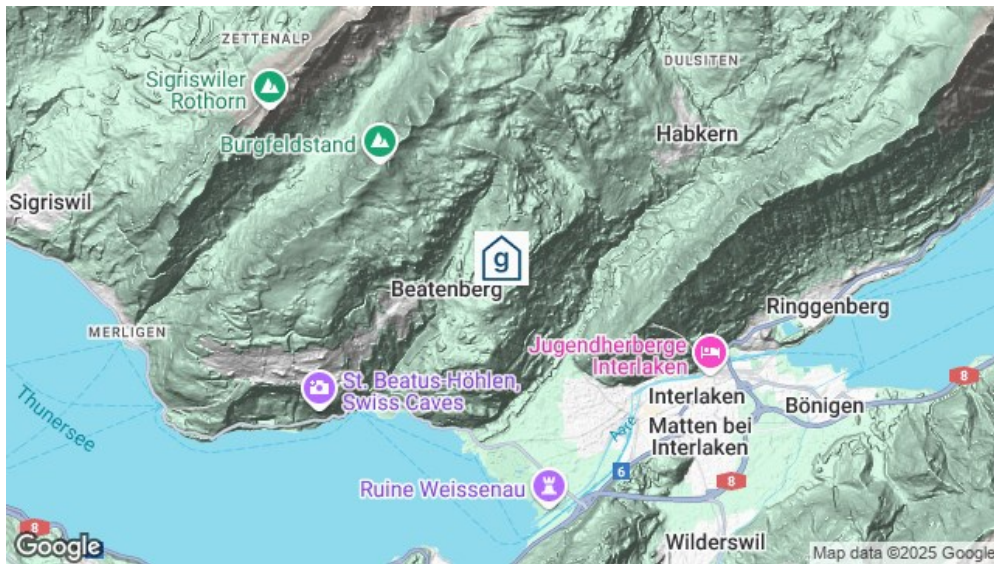 ZETTENALP
Sigriswiler
Rothorn
DULSITEN
Burgfeldstand
Habkern
Sigriswil
g
Beatenberg
Ringgenberg
MERLIGEN
Jugendherberge
Interlaken
St. Beatus-Höhlen,
Swiss Caves
8
Thunersee
Interlaken
Bönigen
Aare
Matten bei
Interlaken
6
8
Ruine Weissenau
8
Wilderswil
Google
Map data ©2025 Google